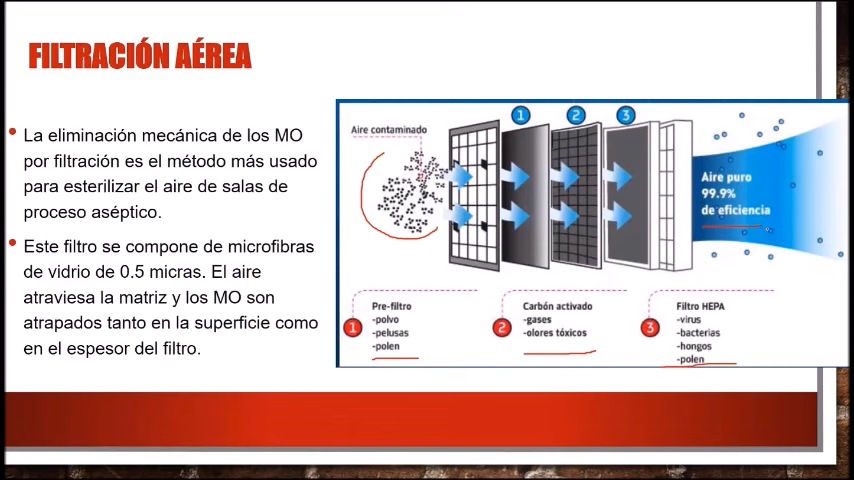 FILTRACIÓN AÉREA
La eliminación mecánica de los MO
por filtración es el método más usado
para esterilizar el aire de salas de
proceso aséptico.
Este filtro se compone de microfibras
de vidrio de 0.5 micras. El aire
atraviesa la matriz y los MO son
atrapados tanto en la superficie como
en el espesor del filtro.
1 2 3
Aire contaminado
Aire puro
99.9%
de eficiencia
1
Pre-filtro
-polvo
-pelusas
-polen
2
Carbón activado
-gases
-olores tóxicos
3
Filtro HEPA
-virus
-bacterias
-hongos
-polen